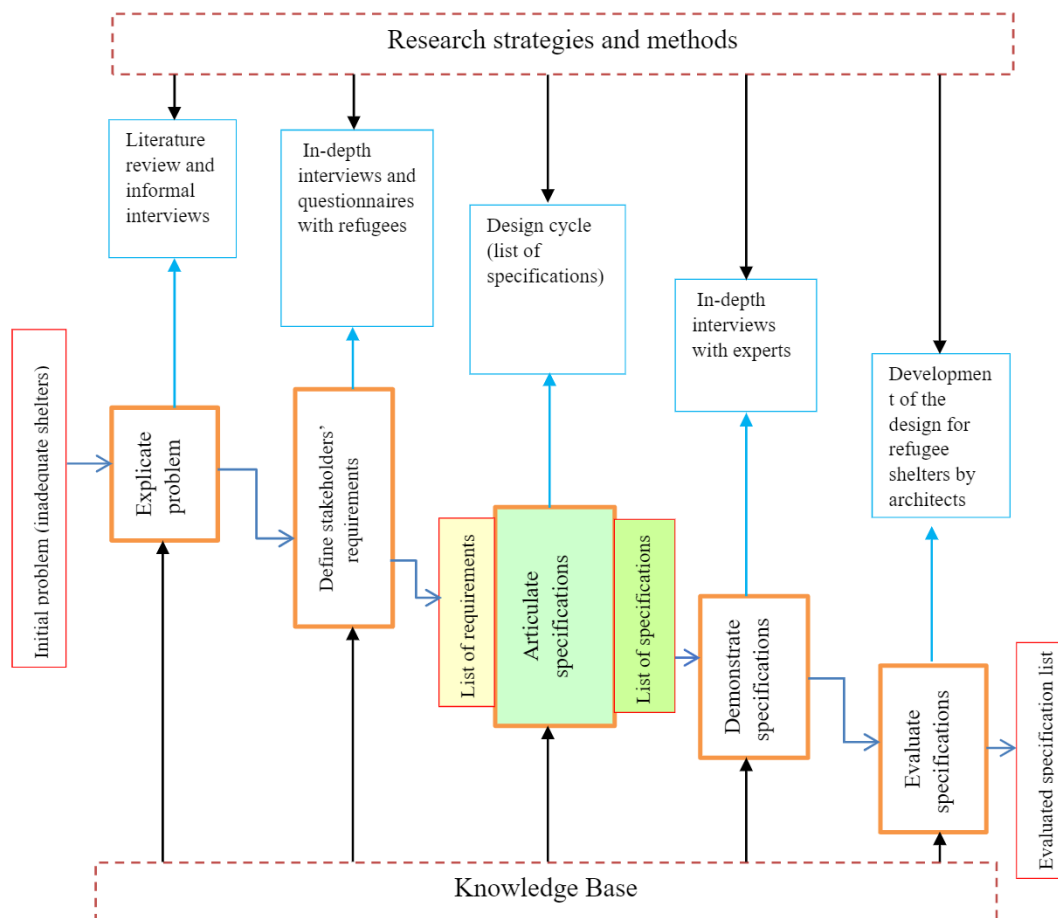 Research strategies and methods
Literature
review and
informal
interviews
In-depth
interviews and
questionnaires
with refugees
Design cycle
(list of
specifications)
In-depth
interviews
with experts
Developmen
t of the
design for
refugee
shelters by
architects
Initial problem (inadequate shelters)
Explicate
problem
Define stakeholders’
requirements
List of requirements
Articulate
specifications
List of specifications
Demonstrate
specifications
Evaluate
specifications
Evaluated specification list
Knowledge Base